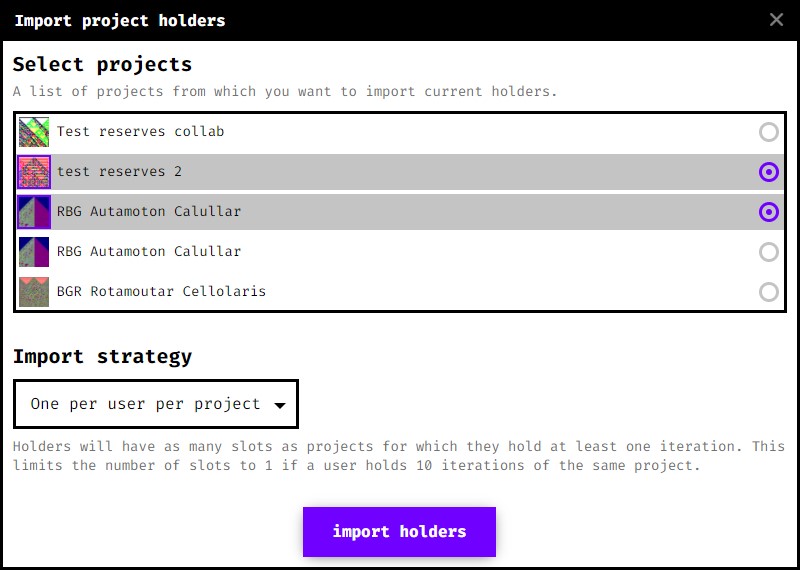 Import project holders
Select projects
A list of projects from which you want to import current holders.
Test reserves collab
test reserves 2
RBG Autamoton Calullar
RBG Autamoton Calullar
BGR Rotamoutar Cellolaris
Import strategy
One per user per project
Holders will have as many slots as projects for which they hold at least one iteration. This
limits the number of slots to 1 if a user holds 10 iterations of the same project.
import holders